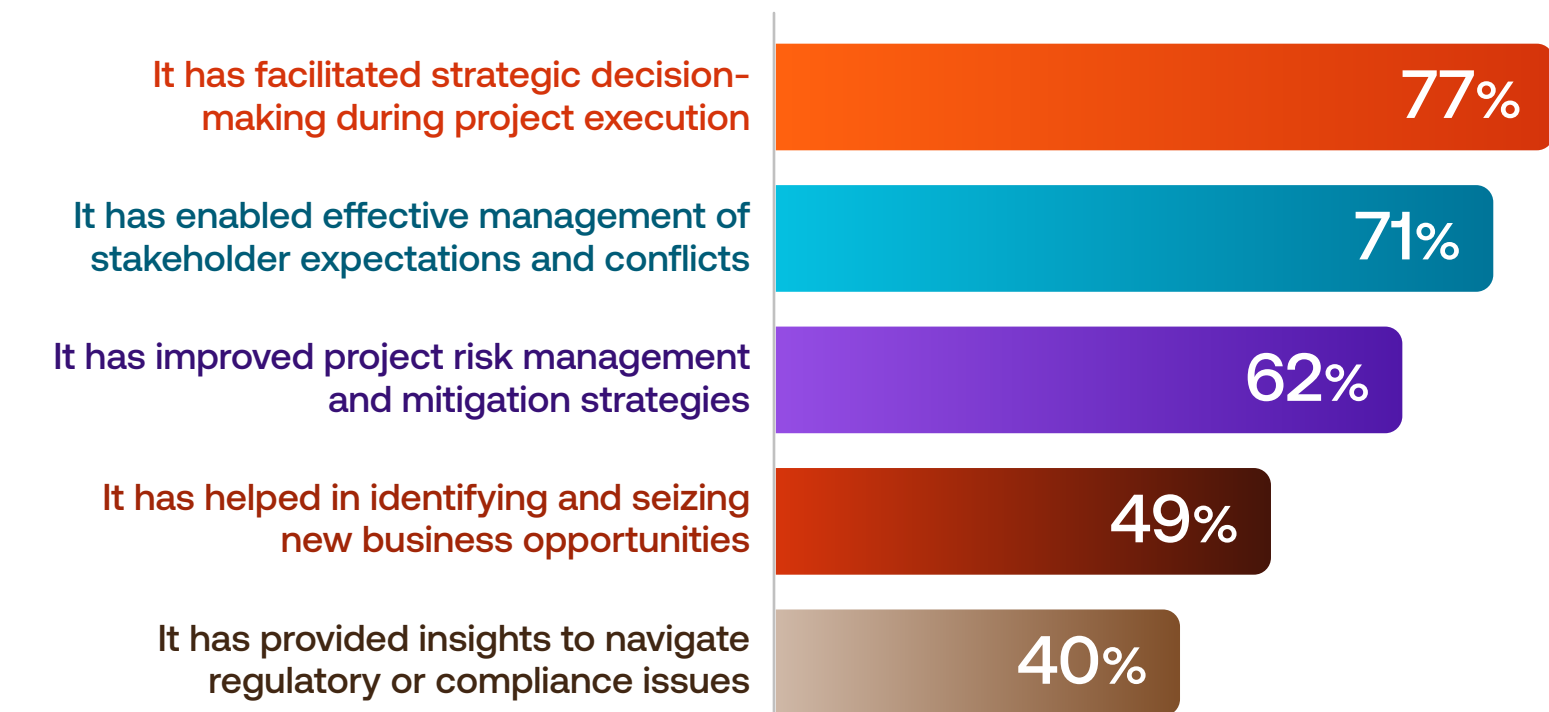 It has facilitated strategic decision-
making during project execution
77%
It has enabled effective management of
stakeholder expectations and conflicts
71%
It has improved project risk management
and mitigation strategies
62%
It has helped in identifying and seizing
new business opportunities
49%
It has provided insights to navigate
regulatory or compliance issues
40%